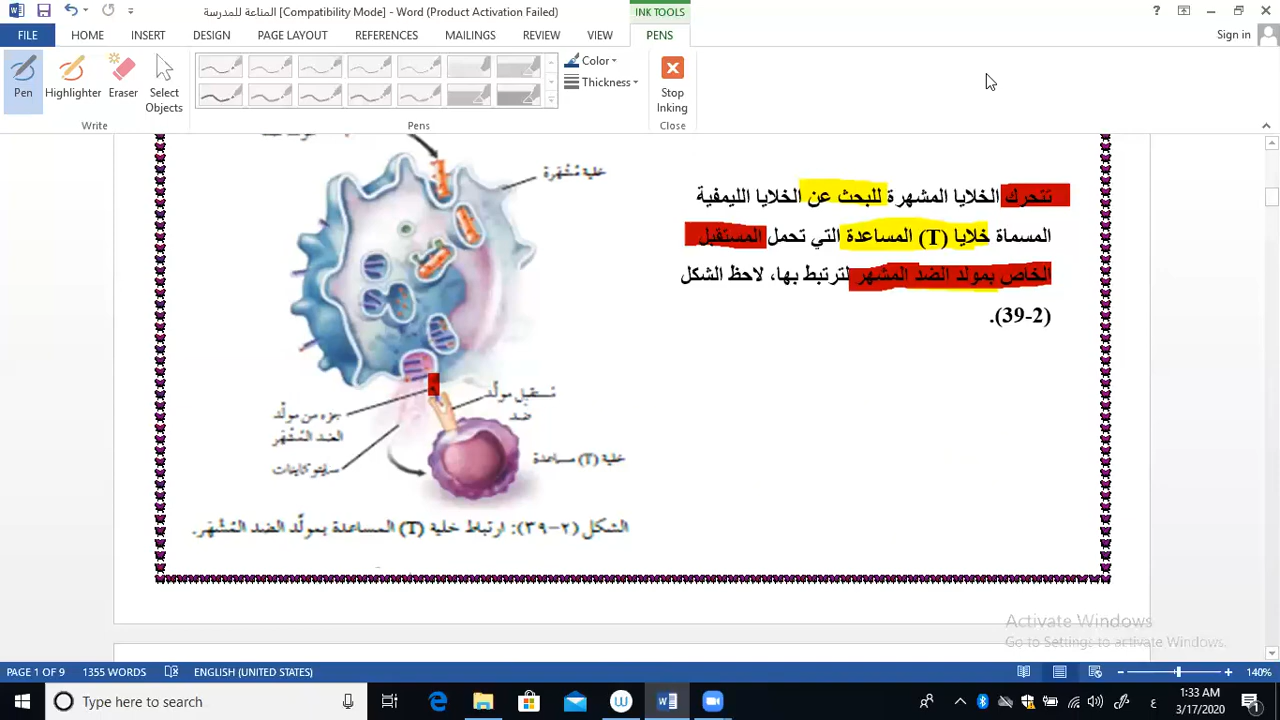 المناعة للمدرسة [Compatibility Mode] - Word (Product Activation Failed)
INK TOOLS
FILE
HOME
INSERT
DESIGN
PAGE LAYOUT
REFERENCES
MAILINGS
REVIEW
VIEW
PENS
Sign in
Pen
Highlighter
Eraser
Select Objects
Color
Thickness
Stop Inking
Write
Pens
Close
خلية مُشْهَرة
تتحرك الخلايا المشهرة للبحث عن الخلايا الليمفية
المسماة خلايا (T) المساعدة التي تحمل المستقبل
الخاص بمولد الضد المشهر لترتبط بها، لاحظ الشكل
(2-39).
مُستقبل مولّد ضد
جزء من مولّد الضد المُشْهَر
سايتوكاينات
خلية (T) مساعدة
الشكل (٢-٣٩): ارتباط خلية (T) المساعدة بمولّد الضد المُشْهَر.
Activate Windows
Go to Settings to activate Windows.
PAGE 1 OF 9
1355 WORDS
ENGLISH (UNITED STATES)
140%
Type here to search
ع
1:33 AM
3/17/2020